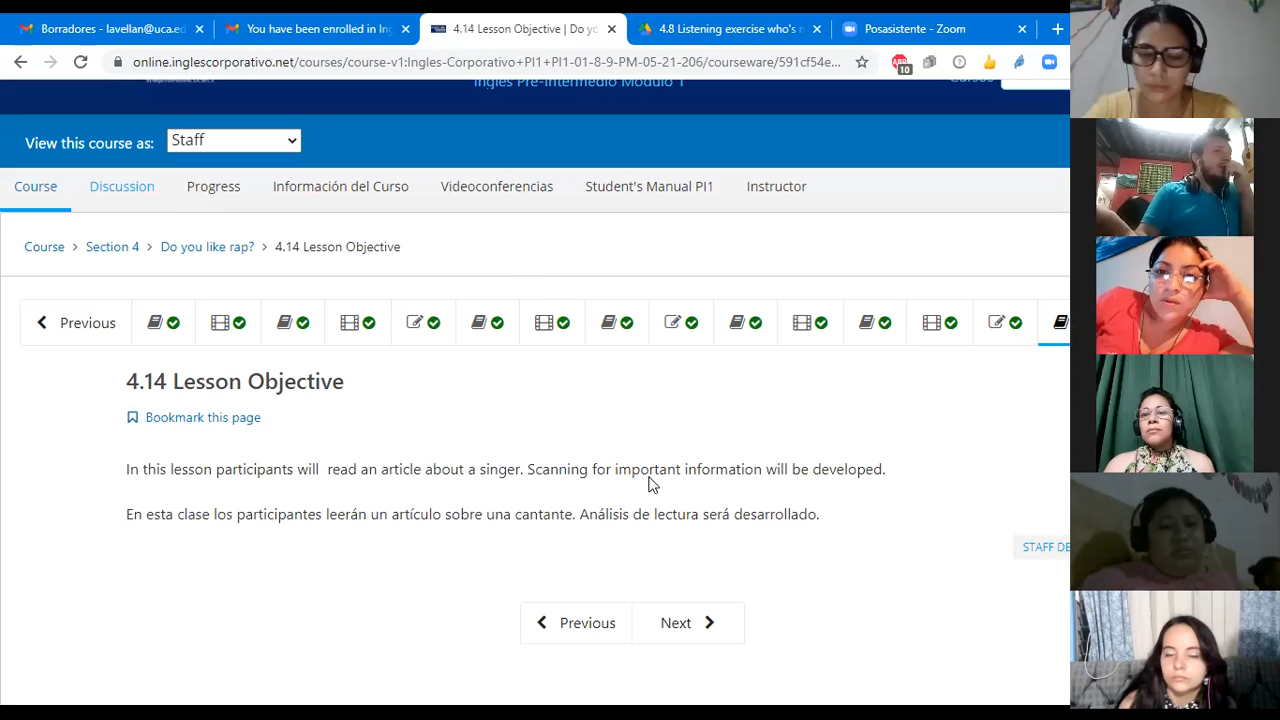 Borradores - lavellan@uca.ed
You have been enrolled in Ing
4.14 Lesson Objective | Do yo
4.8 Listening exercise who's r
Posasistente - Zoom
online.inglescorporativo.net/courses/course-v1:Ingles-Corporativo+PI1+PI1-01-8-9-PM-05-21-206/courseware/591cf54e...
10
Ingles Pre-Intermedio Modulo 1
Cursos
View this course as:
Staff
Course
Discussion
Progress
Información del Curso
Videoconferencias
Student's Manual PI1
Instructor
Course > Section 4 > Do you like rap? > 4.14 Lesson Objective
Previous
4.14 Lesson Objective
Bookmark this page
In this lesson participants will read an article about a singer. Scanning for important information will be developed.
En esta clase los participantes leerán un artículo sobre una cantante. Análisis de lectura será desarrollado.
STAFF DE
Previous
Next